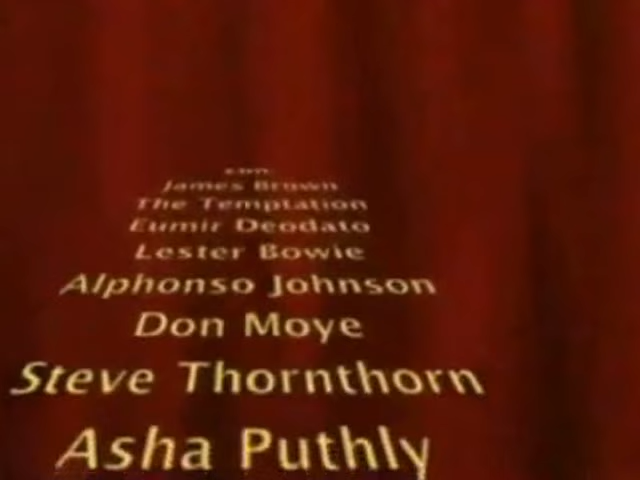 con
James Brown
The Temptation
Eumir Deodato
Lester Bowie
Alphonso Johnson
Don Moye
Steve Thornthorn
Asha Puthly